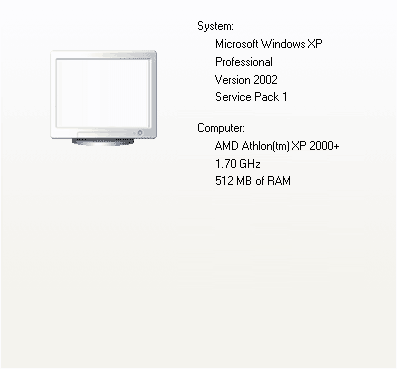 System:
Microsoft Windows XP
Professional
Version 2002
Service Pack 1
Computer:
AMD Athlon(tm) XP 2000+
1.70 GHz
512 MB of RAM